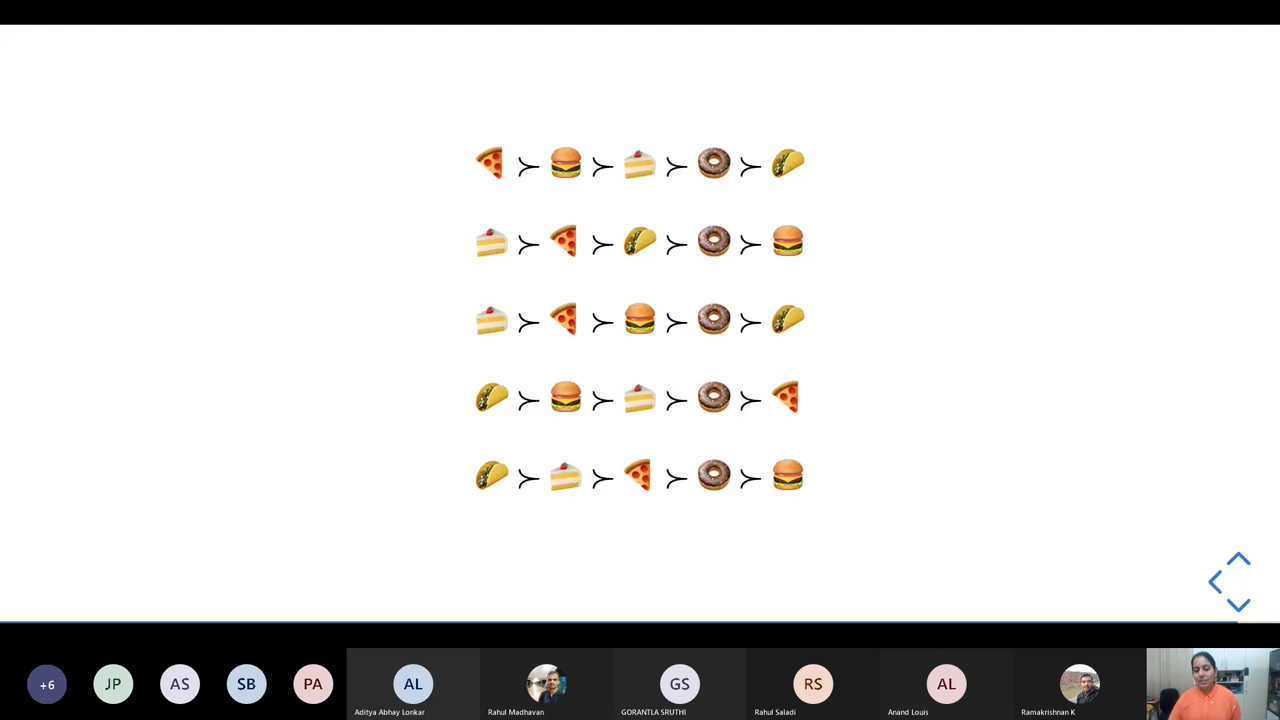 ≻ ≻ ≻ ≻
≻ ≻ ≻ ≻
≻ ≻ ≻ ≻
≻ ≻ ≻ ≻
≻ ≻ ≻ ≻
+6 JP AS SB PA AL GS RS AL
Aditya Abhay Lonkar Rahul Madhavan GORANTLA SRUTHI Rahul Saladi Anand Louis Ramakrishnan K